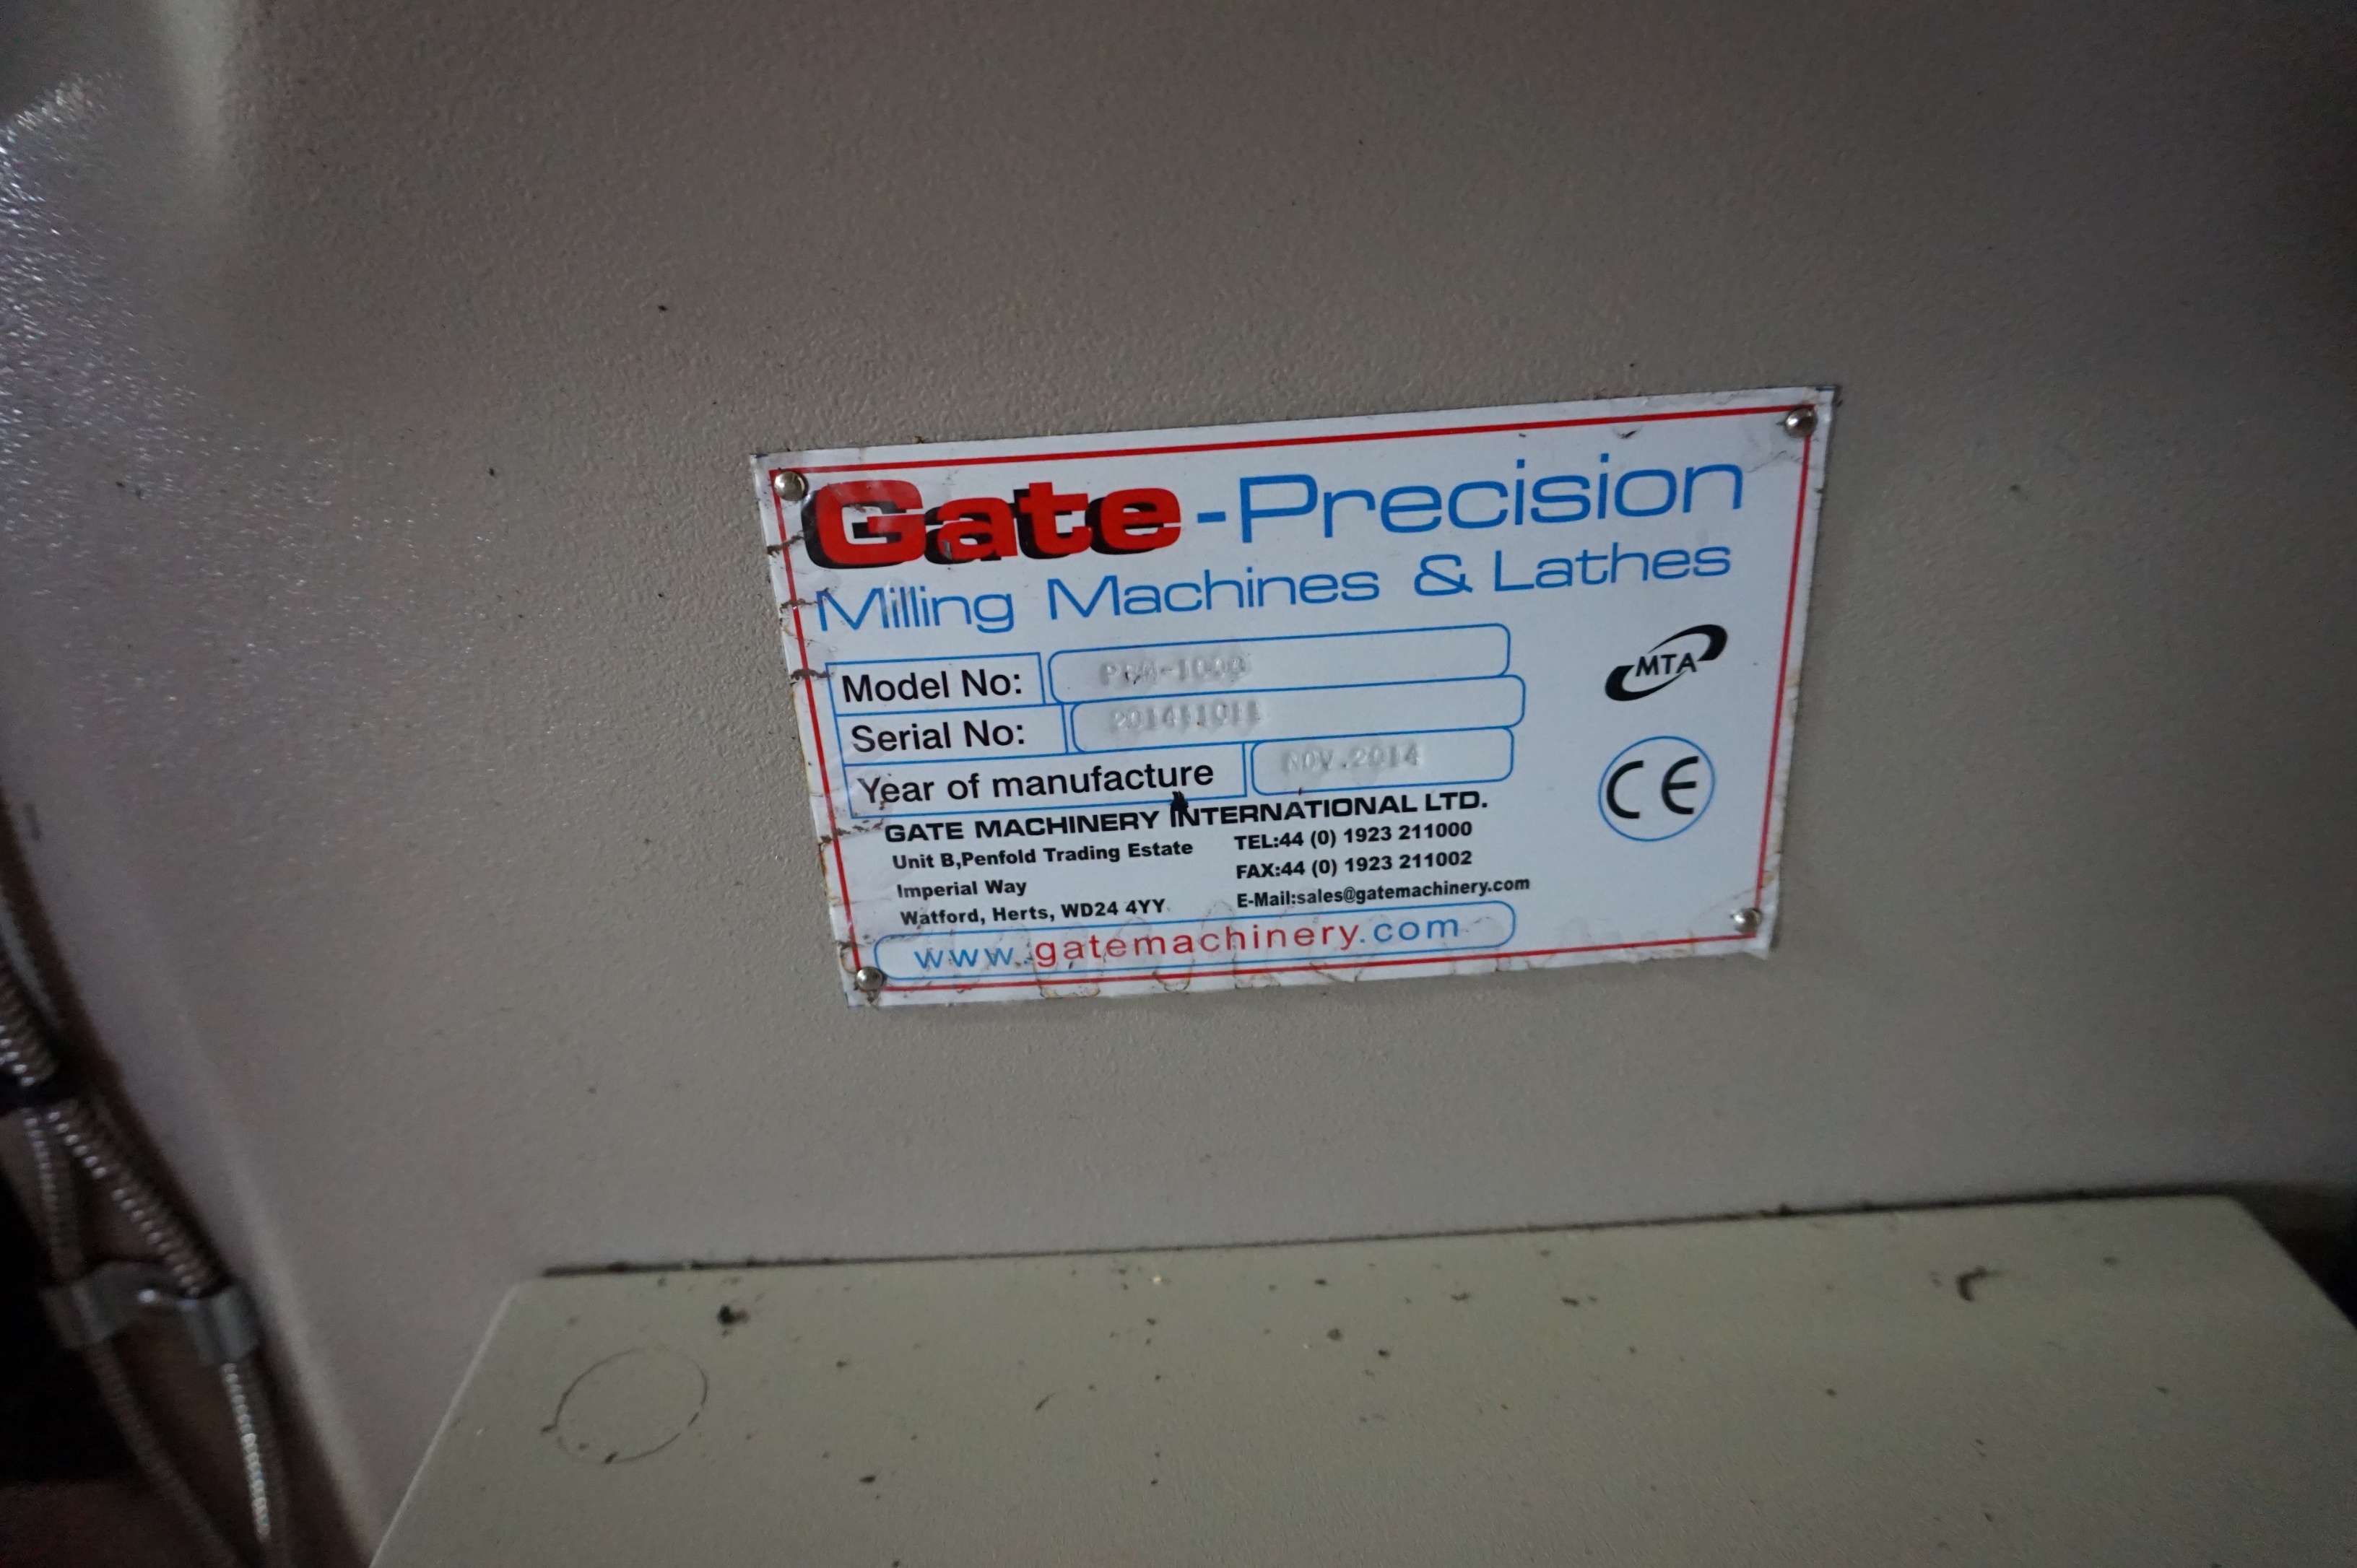 Gate-Precision
Milling Machines & Lathes
Model No:
Serial No: 201411011
Year of manufacture NOV.2014
MTA
CE
GATE MACHINERY INTERNATIONAL LTD.
Unit B,Penfold Trading Estate TEL:44 (0) 1923 211000
Imperial Way FAX:44 (0) 1923 211002
Watford, Herts, WD24 4YY E-Mail:sales@gatemachinery.com
www.gatemachinery.com